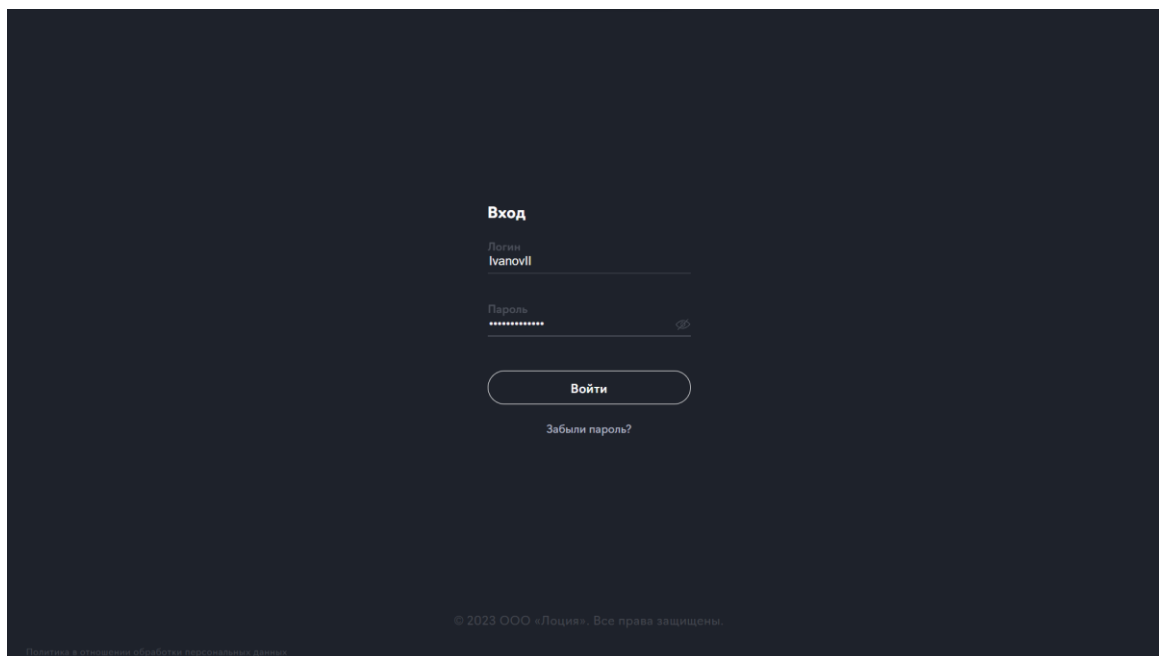 Вход
Логин
IvanovII
Пароль
•••••••••••••
Войти
Забыли пароль?
© 2023 ООО «Лоция». Все права защищены.
Политика в отношении обработки персональных данных